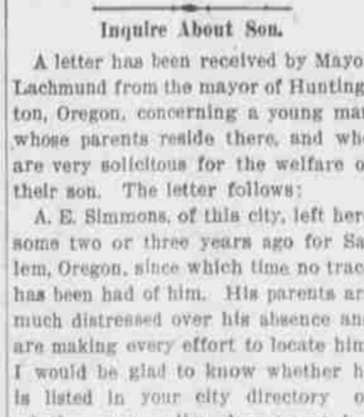 Inquire About Son.
A letter has been received by Mayo
Lachmund from the mayor of Hunting
ton, Oregon, concerning a young ma
whose parents reside there, and wh
are very solicitous for the welfare o
their son. The letter follows:
A. E. Simmons, of this city, left her
some two or three years ago for Sa
lem, Oregon, since which time no trac
has been had of him. His parents ar
much distressed over his absence an
are making every effort to locate him
I would be glad to know whether h
is listed in your city directory o